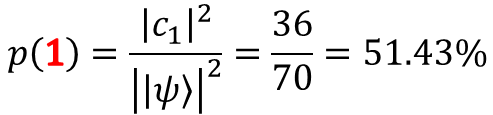 p(1) = |c₁|² / ||ψ⟩|² = 36 / 70 = 51.43%